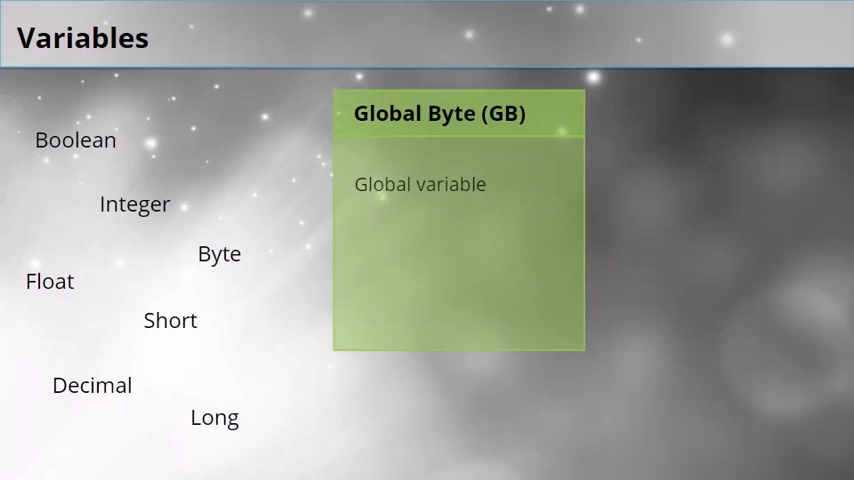 Variables
Global Byte (GB)
Global variable
Boolean
Integer
Byte
Float
Short
Decimal
Long